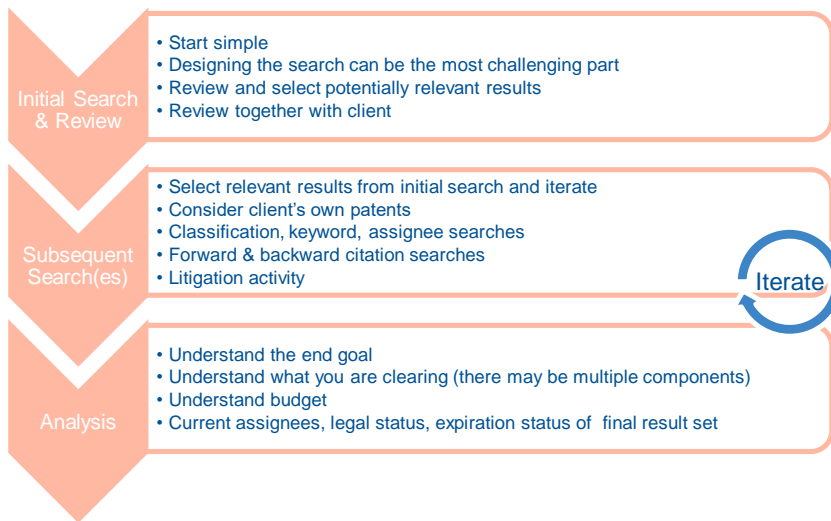 Initial Search
& Review
• Start simple
• Designing the search can be the most challenging part
• Review and select potentially relevant results
• Review together with client
Subsequent
Search(es)
• Select relevant results from initial search and iterate
• Consider client's own patents
• Classification, keyword, assignee searches
• Forward & backward citation searches
• Litigation activity
Iterate
Analysis
• Understand the end goal
• Understand what you are clearing (there may be multiple components)
• Understand budget
• Current assignees, legal status, expiration status of final result set